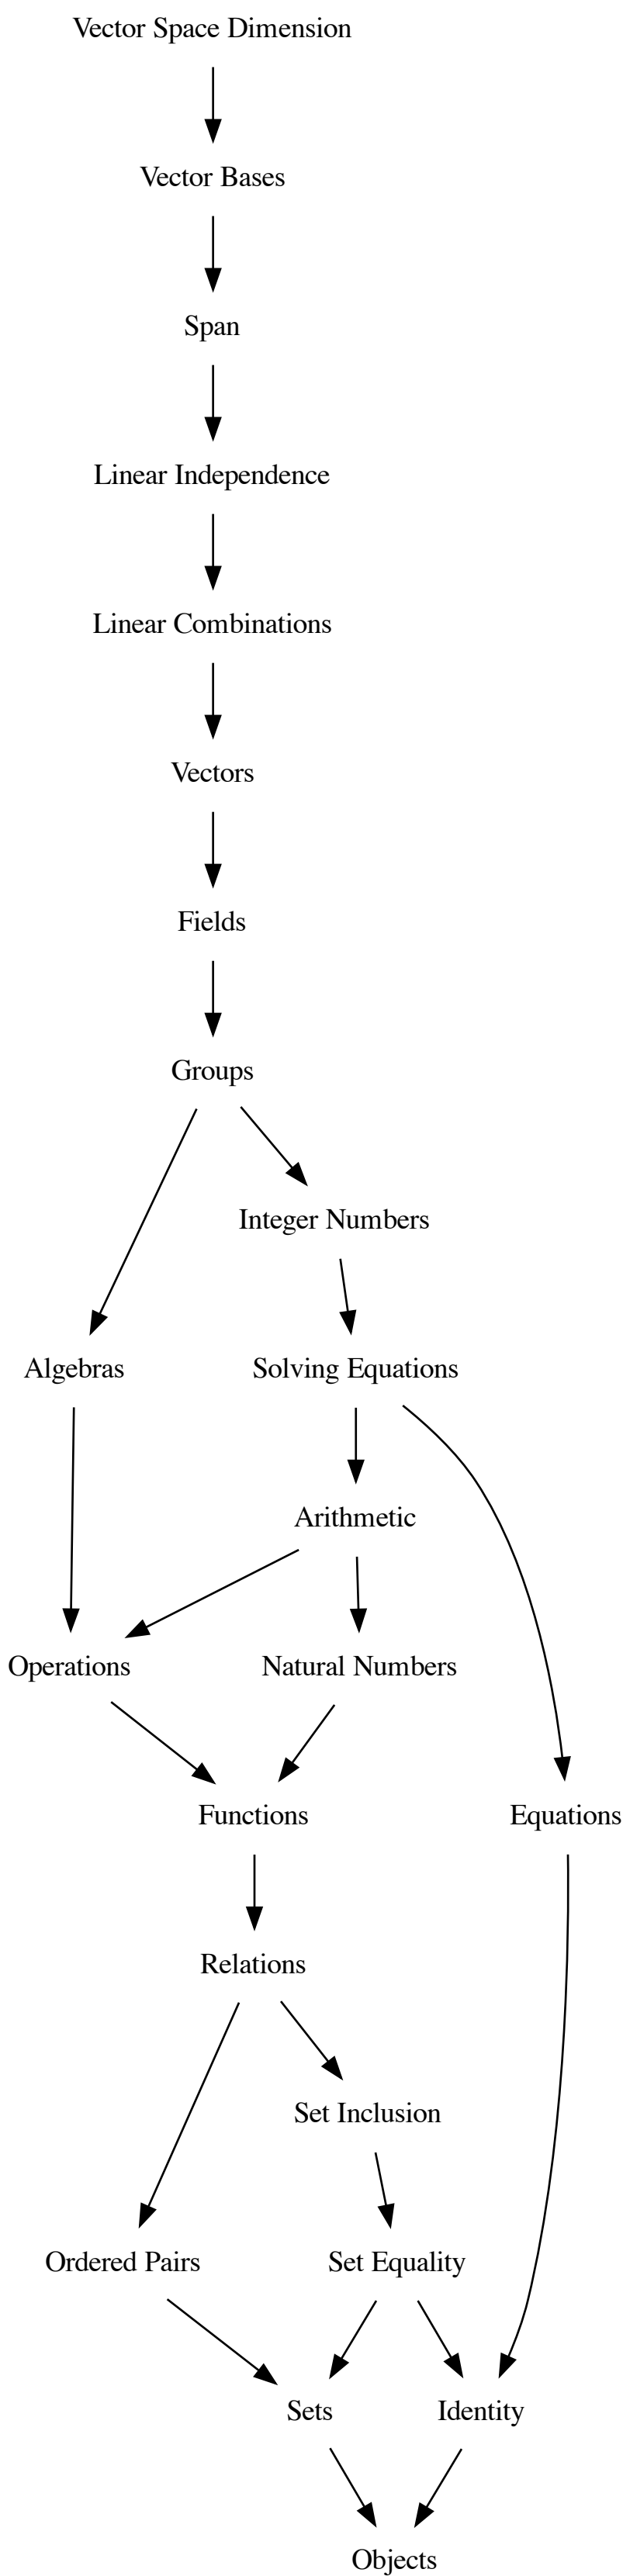 Vector Space Dimension
Vector Bases
Span
Linear Independence
Linear Combinations
Vectors
Fields
Groups
Integer Numbers
Algebras
Solving Equations
Arithmetic
Operations
Natural Numbers
Functions
Equations
Relations
Set Inclusion
Ordered Pairs
Set Equality
Sets
Identity
Objects